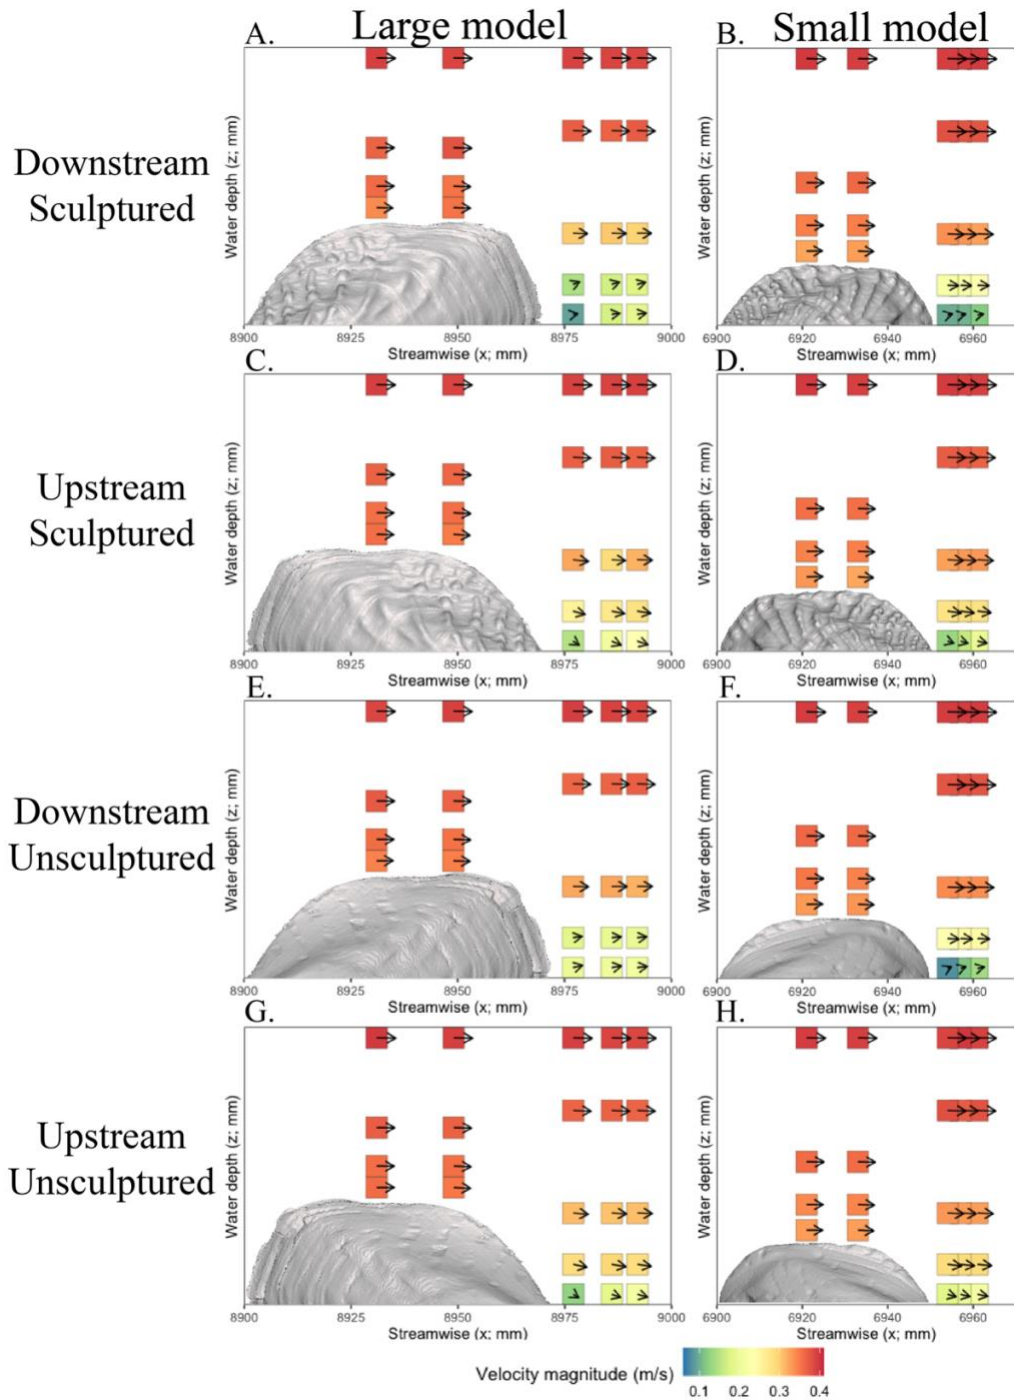 Large model
Small model
A.
B.
Downstream
Sculptured
Water depth (z; mm)
Water depth (z; mm)
8900 8925 8950 8975 9000
6900 6920 6940 6960
Streamwise (x; mm)
Streamwise (x; mm)
C.
D.
Upstream
Sculptured
Water depth (z; mm)
Water depth (z; mm)
8900 8925 8950 8975 9000
6900 6920 6940 6960
Streamwise (x; mm)
Streamwise (x; mm)
E.
F.
Downstream
Unsculptured
Water depth (z; mm)
Water depth (z; mm)
8900 8925 8950 8975 9000
6900 6920 6940 6960
Streamwise (x; mm)
Streamwise (x; mm)
G.
H.
Upstream
Unsculptured
Water depth (z; mm)
Water depth (z; mm)
8900 8925 8950 8975 9000
6900 6920 6940 6960
Streamwise (x; mm)
Streamwise (x; mm)
Velocity magnitude (m/s)
0.1 0.2 0.3 0.4